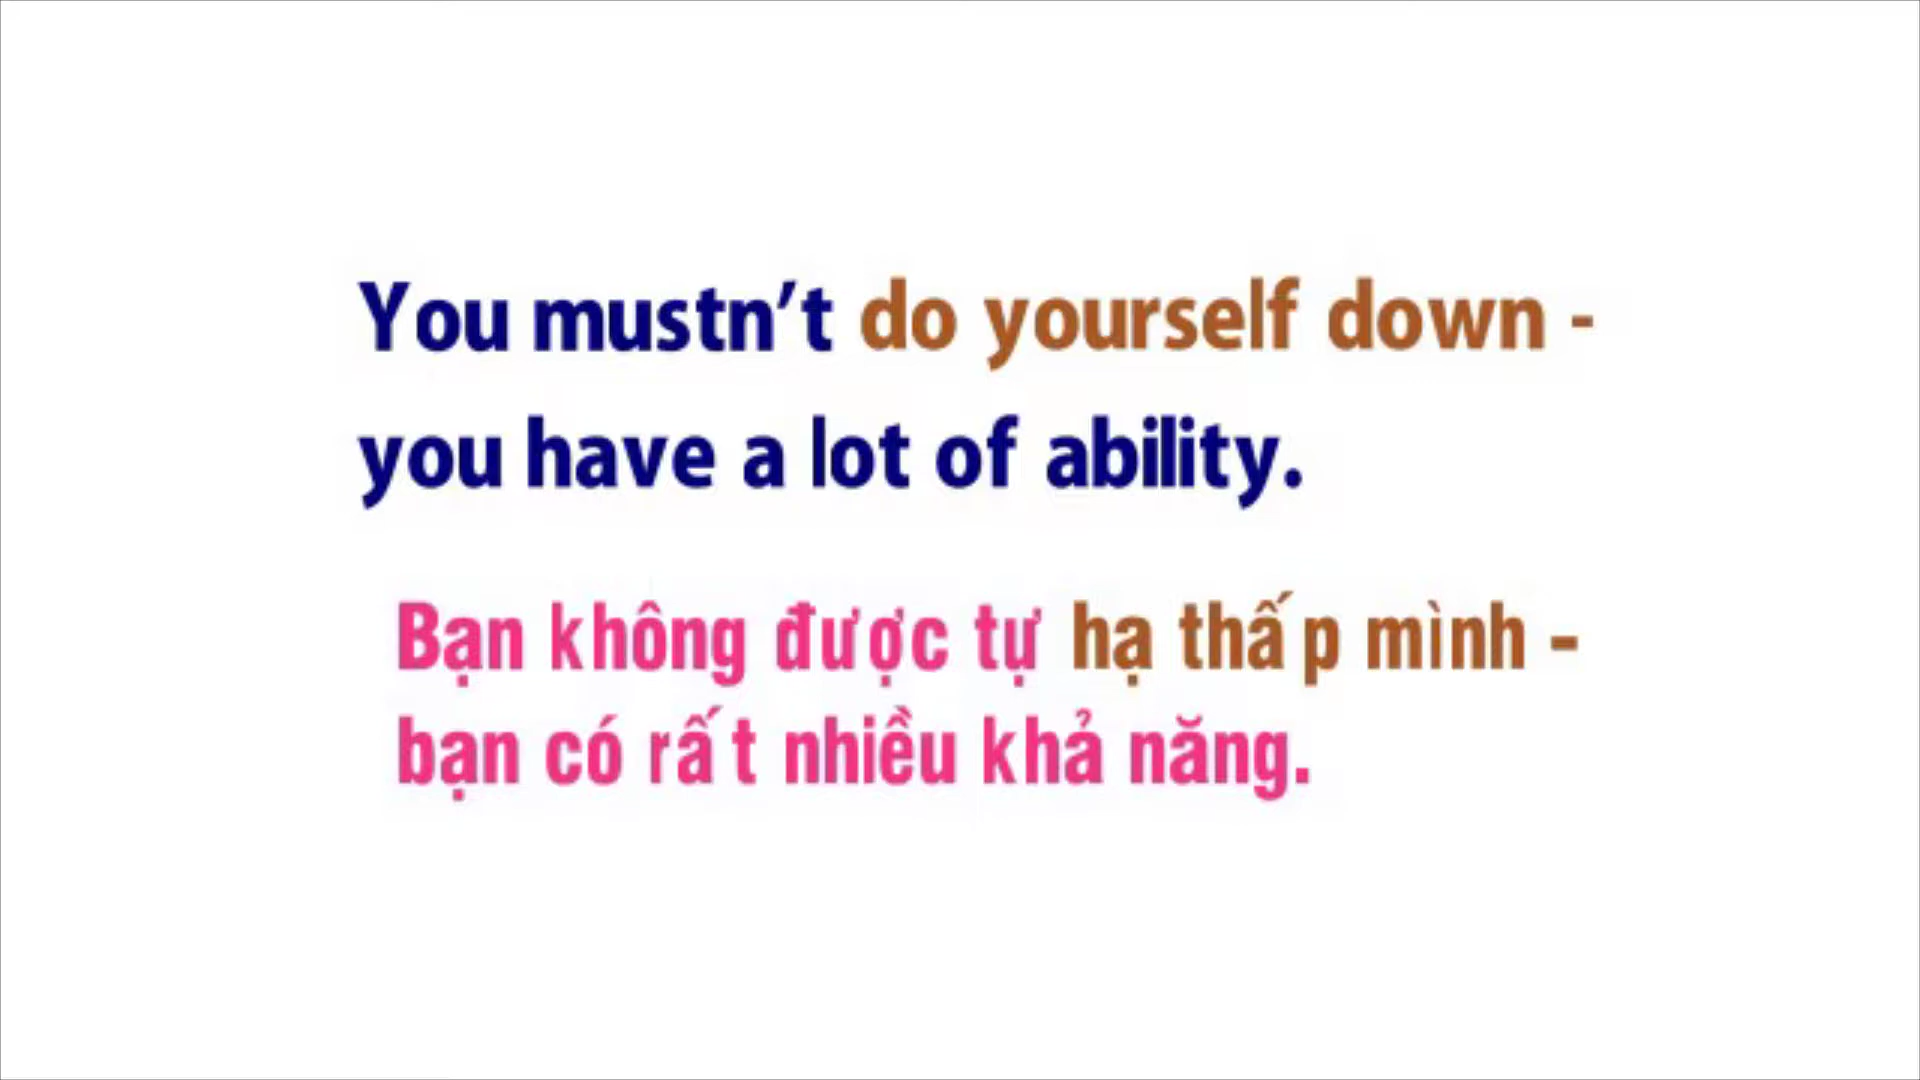 You mustn’t do yourself down -
you have a lot of ability.
Bạn không được tự hạ thấp mình -
bạn có rất nhiều khả năng.